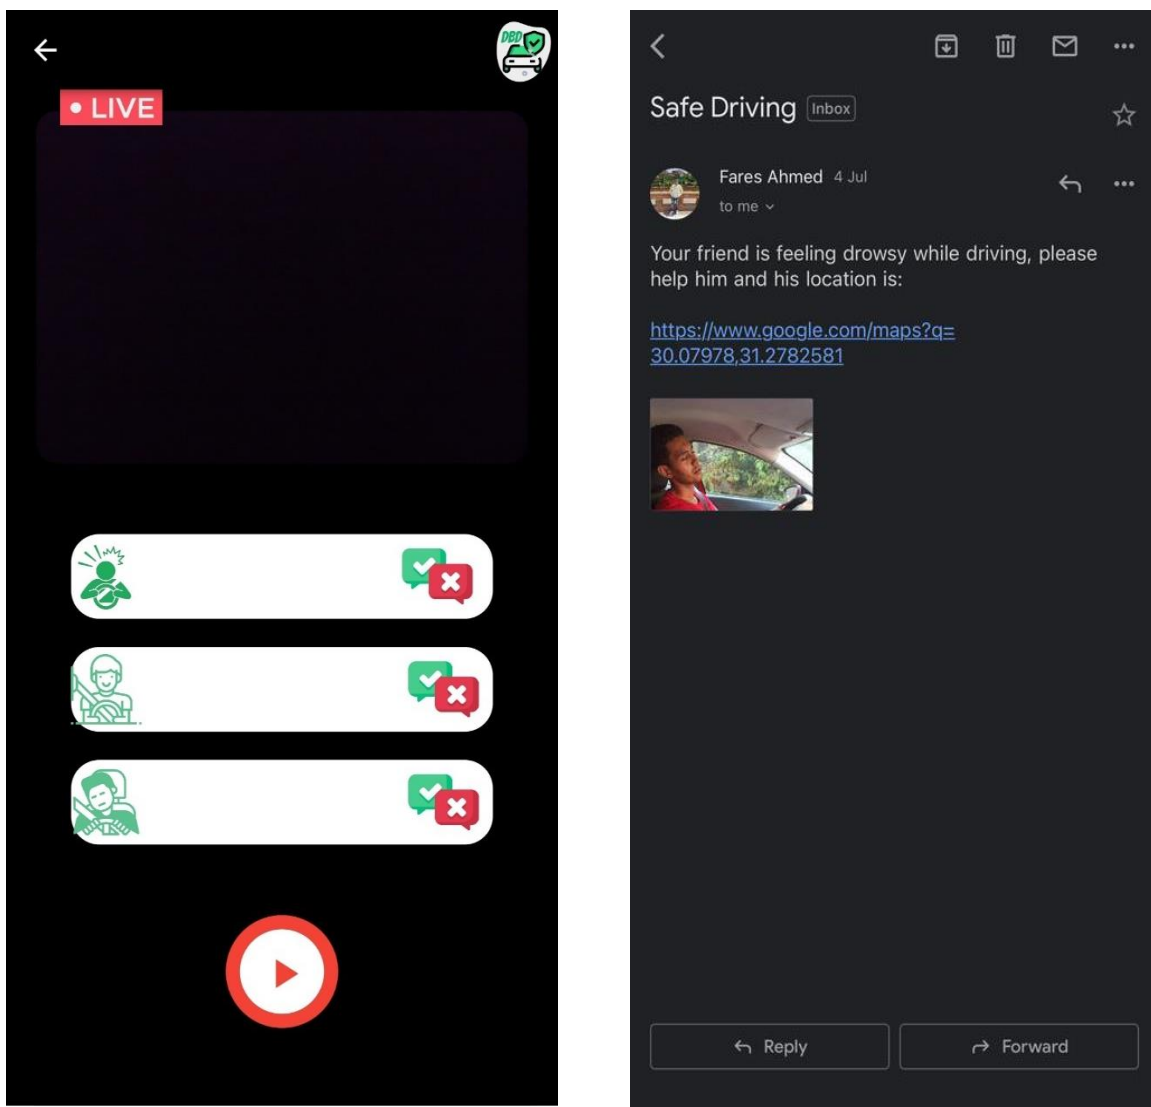 DBD
LIVE
Safe Driving Inbox
Fares Ahmed 4 Jul
to me
Your friend is feeling drowsy while driving, please
help him and his location is:
https://www.google.com/maps?q=
30.07978,31.2782581
Reply
Forward